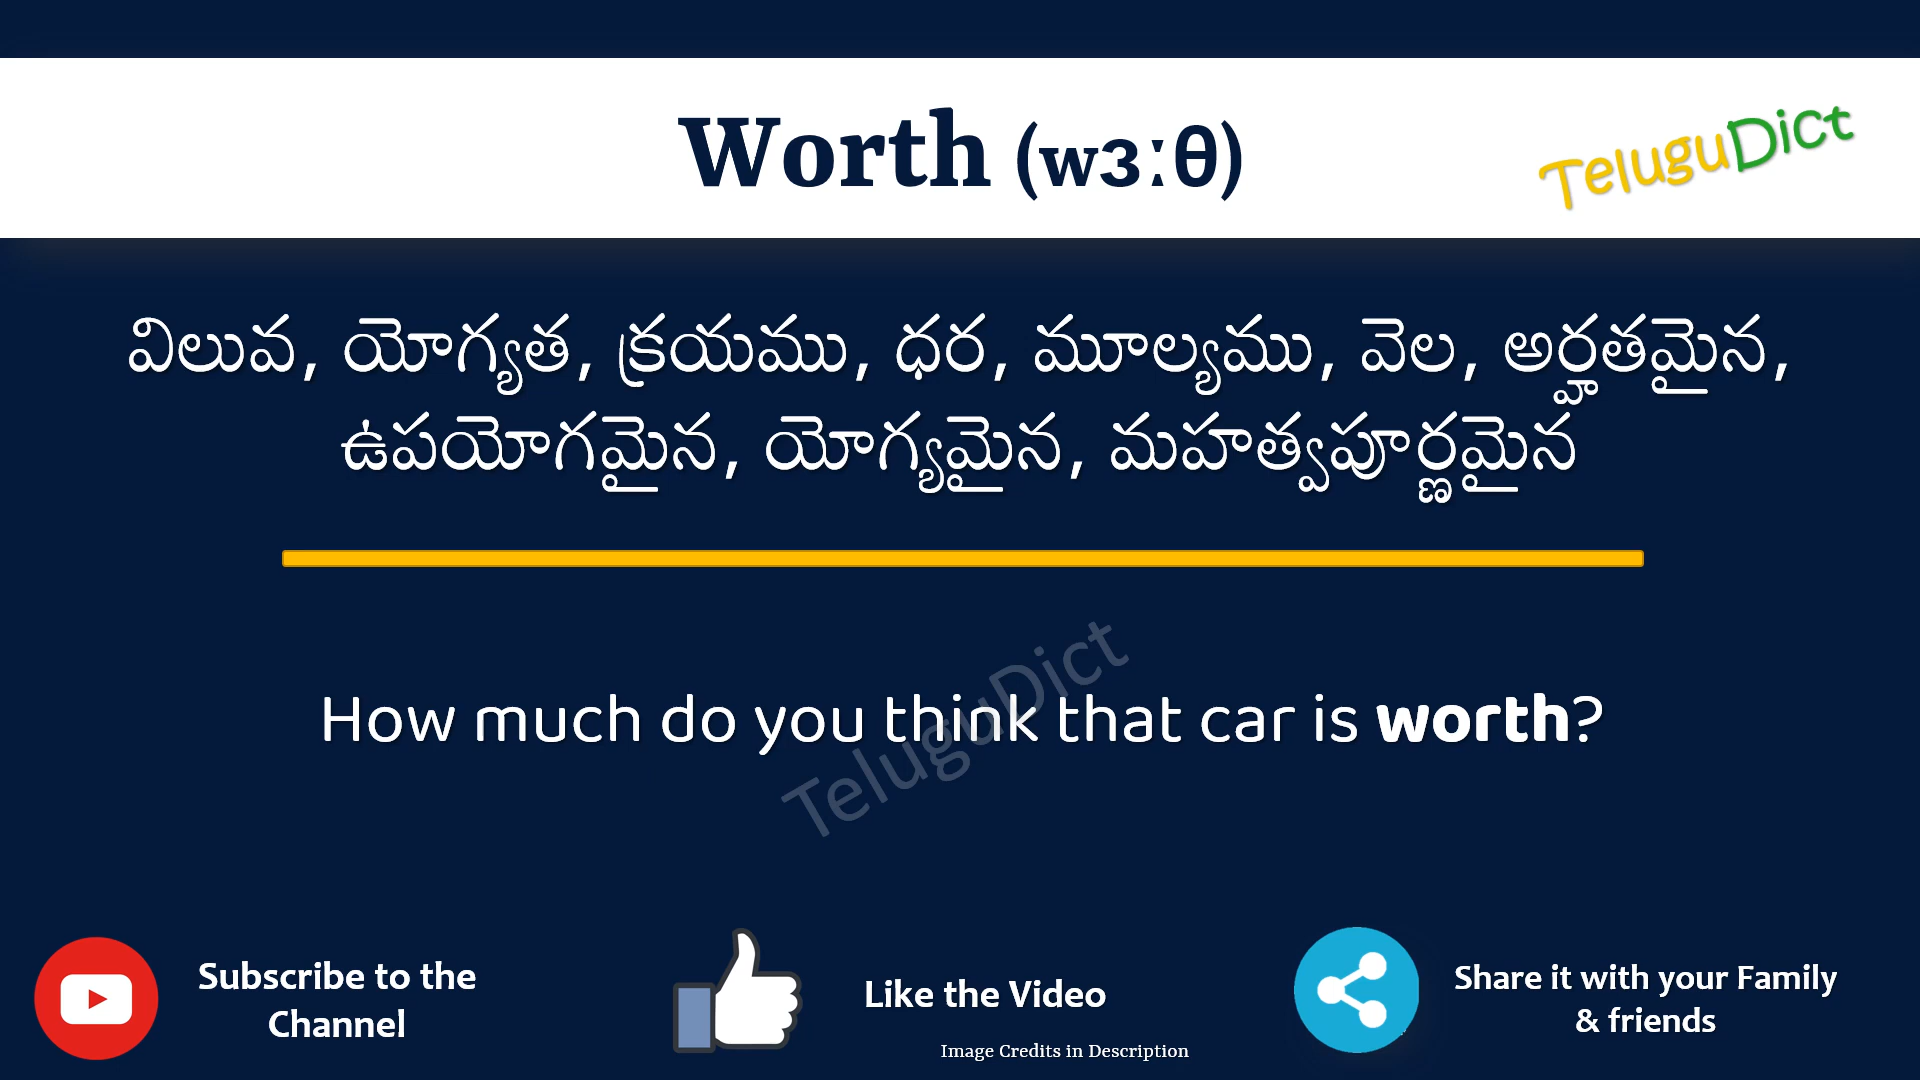 Worth (wɜːθ)
TeluguDict
విలువ, యోగ్యత, క్రయము, ధర, మూల్యము, వెల, అర్హతమైన,
ఉపయోగమైన, యోగ్యమైన, మహత్వపూర్ణమైన
TeluguDict
How much do you think that car is worth?
Subscribe to the
Channel
Like the Video
Share it with your Family
& friends
Image Credits in Description